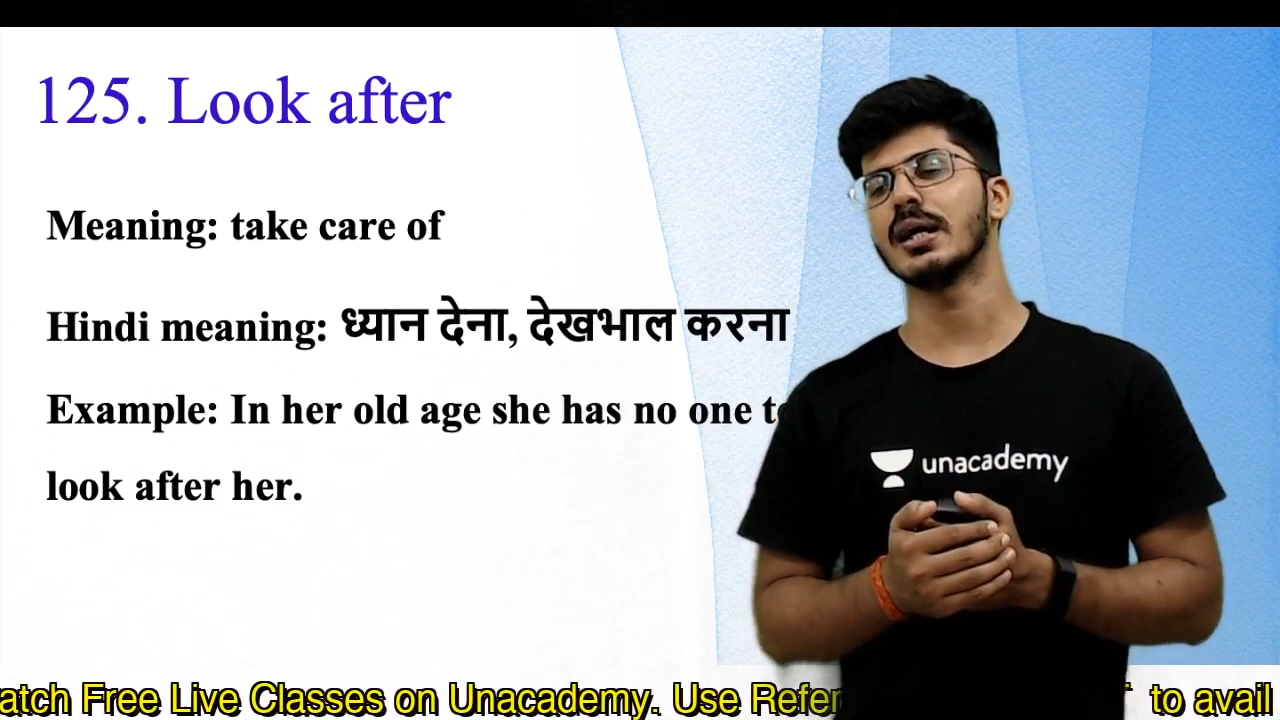 125. Look after
Meaning: take care of
Hindi meaning: ध्यान देना, देखभाल करना
Example: In her old age she has no one to
look after her.
unacademy
atch Free Live Classes on Unacademy. Use Refer to avail